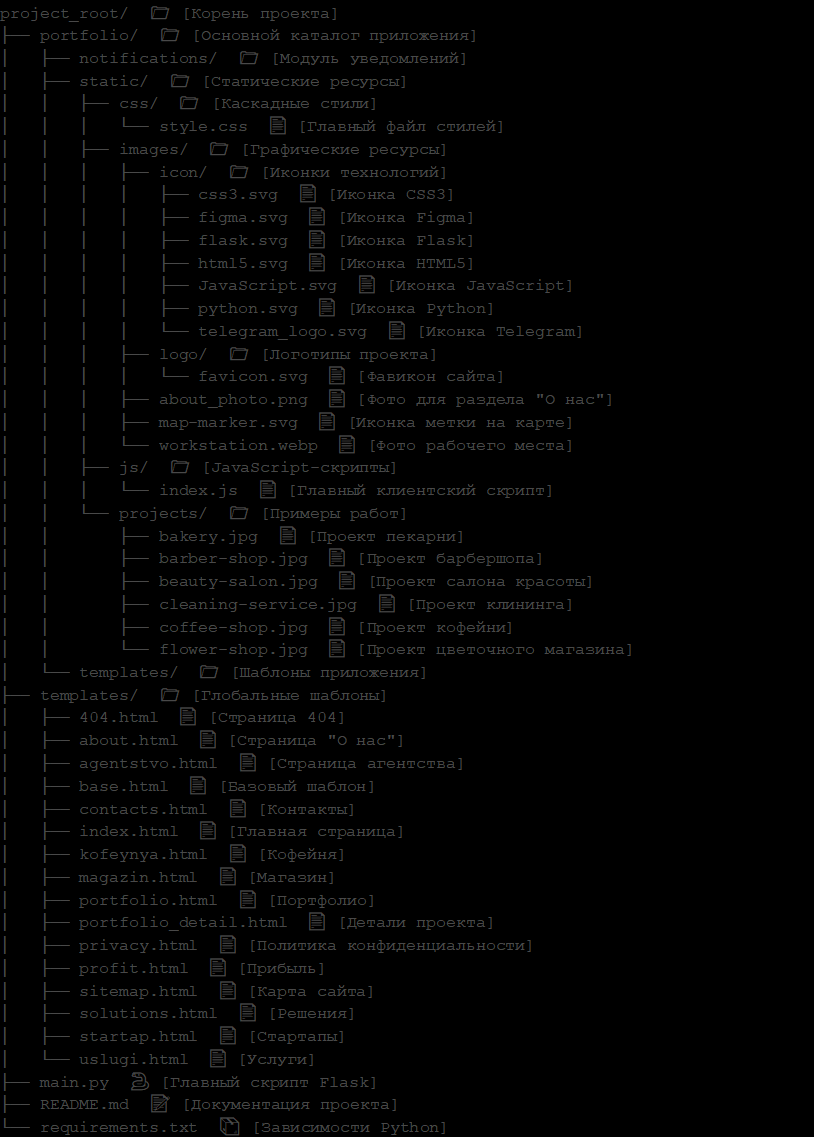 project_root/ 📂 [Корень проекта]
├── portfolio/ 📂 [Основной каталог приложения]
│   ├── notifications/ 📂 [Модуль уведомлений]
│   ├── static/ 📂 [Статические ресурсы]
│   │   ├── css/ 📂 [Каскадные стили]
│   │   │   └── style.css 📄 [Главный файл стилей]
│   │   ├── images/ 📂 [Графические ресурсы]
│   │   │   ├── icon/ 📂 [Иконки технологий]
│   │   │   │   ├── css3.svg 📄 [Иконка CSS3]
│   │   │   │   ├── figma.svg 📄 [Иконка Figma]
│   │   │   │   ├── flask.svg 📄 [Иконка Flask]
│   │   │   │   ├── html5.svg 📄 [Иконка HTML5]
│   │   │   │   ├── JavaScript.svg 📄 [Иконка JavaScript]
│   │   │   │   ├── python.svg 📄 [Иконка Python]
│   │   │   │   └── telegram_logo.svg 📄 [Иконка Telegram]
│   │   │   ├── logo/ 📂 [Логотипы проекта]
│   │   │   │   └── favicon.svg 📄 [Фавикон сайта]
│   │   │   ├── about_photo.png 📄 [Фото для раздела "О нас"]
│   │   │   ├── map-marker.svg 📄 [Иконка метки на карте]
│   │   │   └── workstation.webp 📄 [Фото рабочего места]
│   │   ├── js/ 📂 [JavaScript-скрипты]
│   │   │   └── index.js 📄 [Главный клиентский скрипт]
│   │   └── projects/ 📂 [Примеры работ]
│   │       ├── bakery.jpg 📄 [Проект пекарни]
│   │       ├── barber-shop.jpg 📄 [Проект барбершопа]
│   │       ├── beauty-salon.jpg 📄 [Проект салона красоты]
│   │       ├── cleaning-service.jpg 📄 [Проект клининга]
│   │       ├── coffee-shop.jpg 📄 [Проект кофейни]
│   │       └── flower-shop.jpg 📄 [Проект цветочного магазина]
│   └── templates/ 📂 [Шаблоны приложения]
├── templates/ 📂 [Глобальные шаблоны]
│   ├── 404.html 📄 [Страница 404]
│   ├── about.html 📄 [Страница "О нас"]
│   ├── agentstvo.html 📄 [Страница агентства]
│   ├── base.html 📄 [Базовый шаблон]
│   ├── contacts.html 📄 [Контакты]
│   ├── index.html 📄 [Главная страница]
│   ├── kofeynya.html 📄 [Кофейня]
│   ├── magazin.html 📄 [Магазин]
│   ├── portfolio.html 📄 [Портфолио]
│   ├── portfolio_detail.html 📄 [Детали проекта]
│   ├── privacy.html 📄 [Политика конфиденциальности]
│   ├── profit.html 📄 [Прибыль]
│   ├── sitemap.html 📄 [Карта сайта]
│   ├── solutions.html 📄 [Решения]
│   ├── startap.html 📄 [Стартапы]
│   └── uslugi.html 📄 [Услуги]
├── main.py 🐍 [Главный скрипт Flask]
├── README.md 📝 [Документация проекта]
└── requirements.txt 📦 [Зависимости Python]